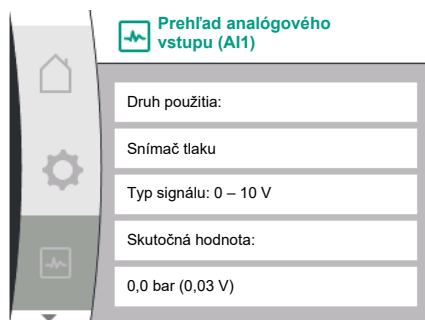 Prehľad analógového
vstupu (AI1)
Druh použitia:
Snímač tlaku
Typ signálu: 0 – 10 V
Skutočná hodnota:
0,0 bar (0,03 V)